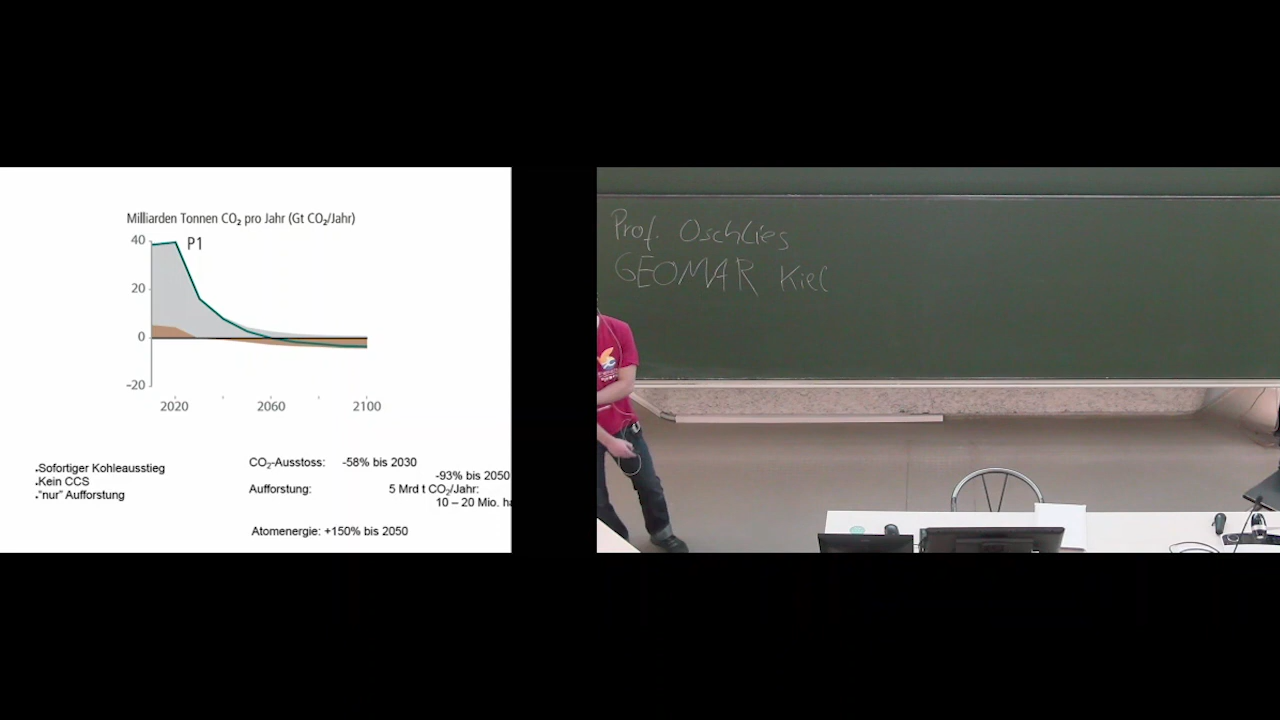 Milliarden Tonnen CO₂ pro Jahr (Gt CO₂/Jahr)
40
P1
20
0
-20
2020 2060 2100
.Sofortiger Kohleausstieg
.Kein CCS
."nur" Aufforstung
CO₂-Ausstoss: -58% bis 2030
-93% bis 2050
Aufforstung: 5 Mrd t CO₂/Jahr:
10 – 20 Mio. ha
Atomenergie: +150% bis 2050
Prof. Oschlies
GEOMAR Kiel